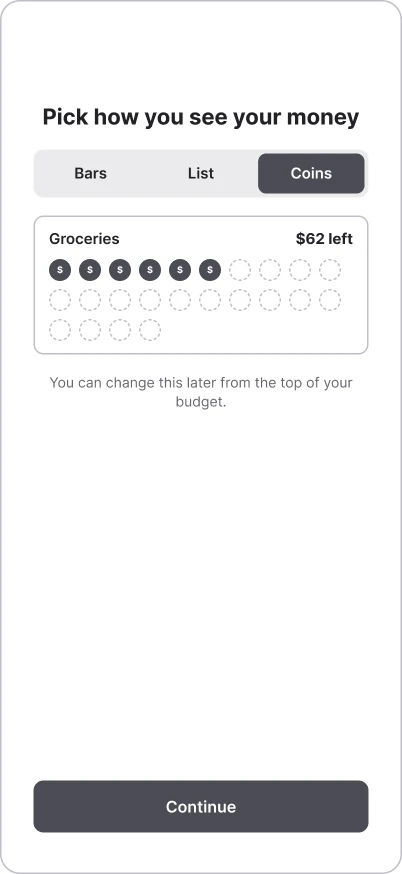 Pick how you see your money
Bars List Coins
Groceries $62 left
$ $ $ $ $ $
You can change this later from the top of your
budget.
Continue